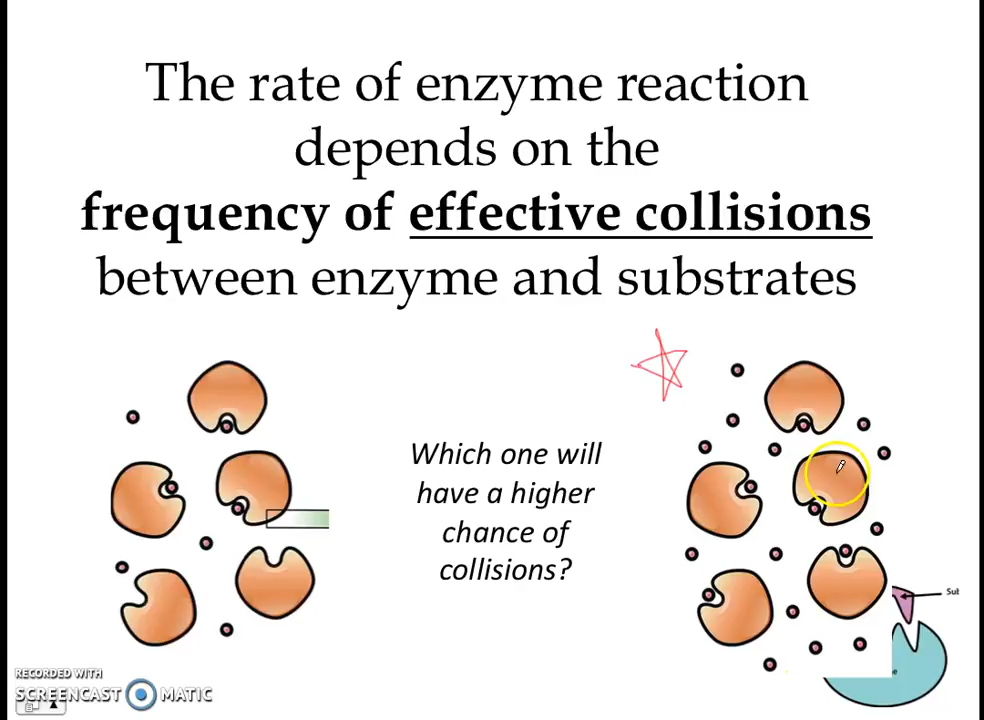 The rate of enzyme reaction
depends on the
frequency of effective collisions
between enzyme and substrates
Which one will
have a higher
chance of
collisions?
Sub
RECORDED WITH
SCREENCAST MATIC